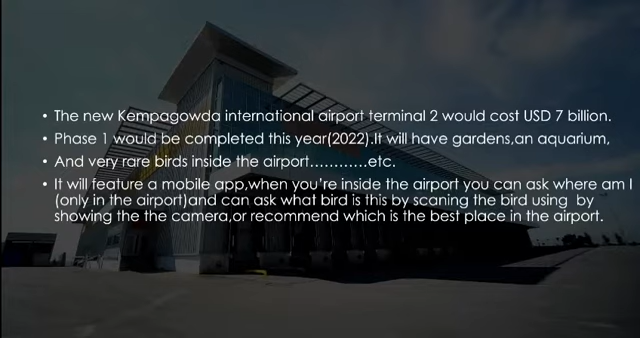 • The new Kempagowda international airport terminal 2 would cost USD 7 billion.
• Phase 1 would be completed this year(2022).It will have gardens,an aquarium,
• And very rare birds inside the airport…………etc.
• It will feature a mobile app,when you're inside the airport you can ask where am I
(only in the airport)and can ask what bird is this by scaning the bird using by
showing the the camera,or recommend which is the best place in the airport.